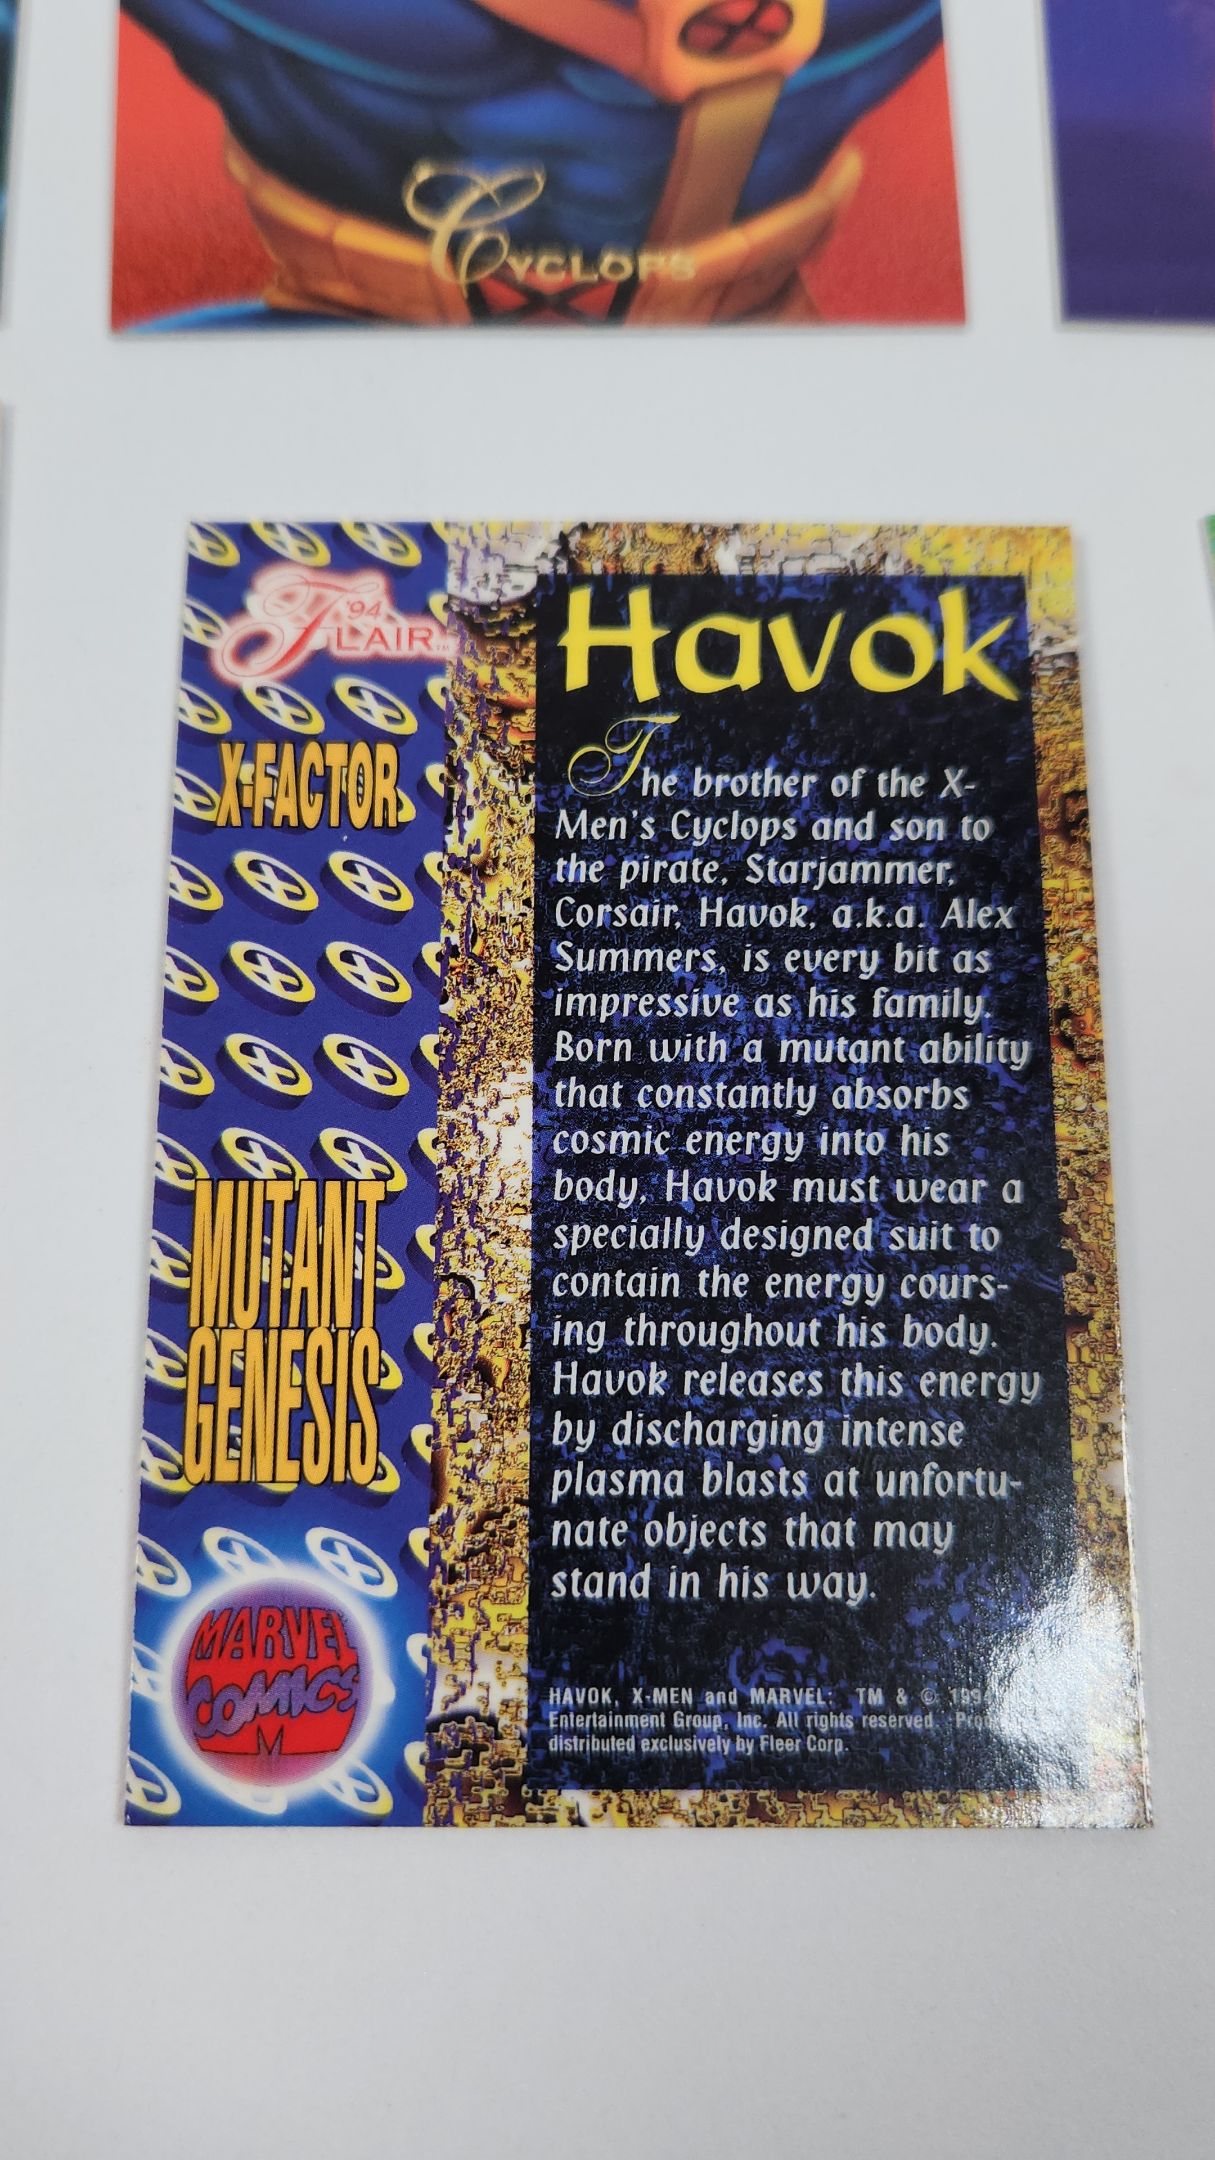 Cyclops
'94
FLAIR™
X-FACTOR
MUTANT
GENESIS
MARVEL
COMICS
M
Havok
The brother of the X-
Men's Cyclops and son to
the pirate, Starjammer,
Corsair, Havok, a.k.a. Alex
Summers, is every bit as
impressive as his family.
Born with a mutant ability
that constantly absorbs
cosmic energy into his
body, Havok must wear a
specially designed suit to
contain the energy cours-
ing throughout his body.
Havok releases this energy
by discharging intense
plasma blasts at unfortu-
nate objects that may
stand in his way.
HAVOK, X-MEN and MARVEL: TM & © 1994
Entertainment Group, Inc. All rights reserved.
distributed exclusively by Fleer Corp.